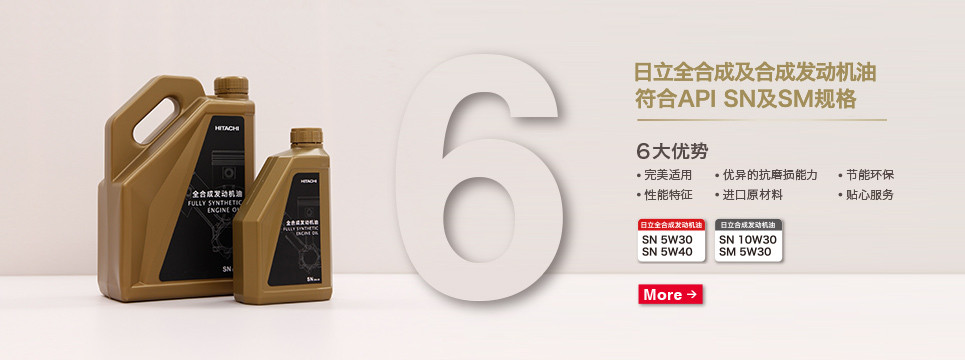 HITACHI
全合成发动机油
FULLY SYNTHETIC
ENGINE OIL
SN
HITACHI
全合成发动机油
FULLY SYNTHETIC
ENGINE OIL
SN
6
日立全合成及合成发动机油
符合API SN及SM规格
6大优势
• 完美适用 • 优异的抗磨损能力 • 节能环保
• 性能特征 • 进口原材料 • 贴心服务
日立全合成发动机油
SN 5W30
SN 5W40
日立合成发动机油
SN 10W30
SM 5W30
More →